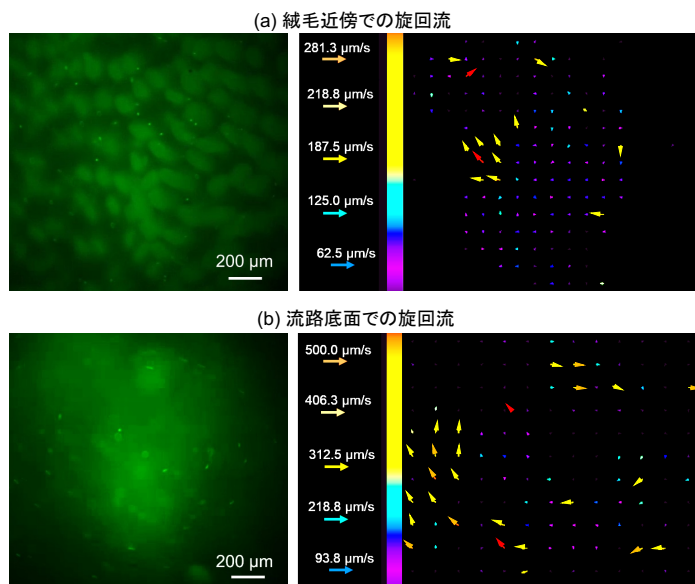 (a) 絨毛近傍での旋回流
281.3 µm/s
218.8 µm/s
187.5 µm/s
125.0 µm/s
62.5 µm/s
200 µm
(b) 流路底面での旋回流
500.0 µm/s
406.3 µm/s
312.5 µm/s
218.8 µm/s
93.8 µm/s
200 µm